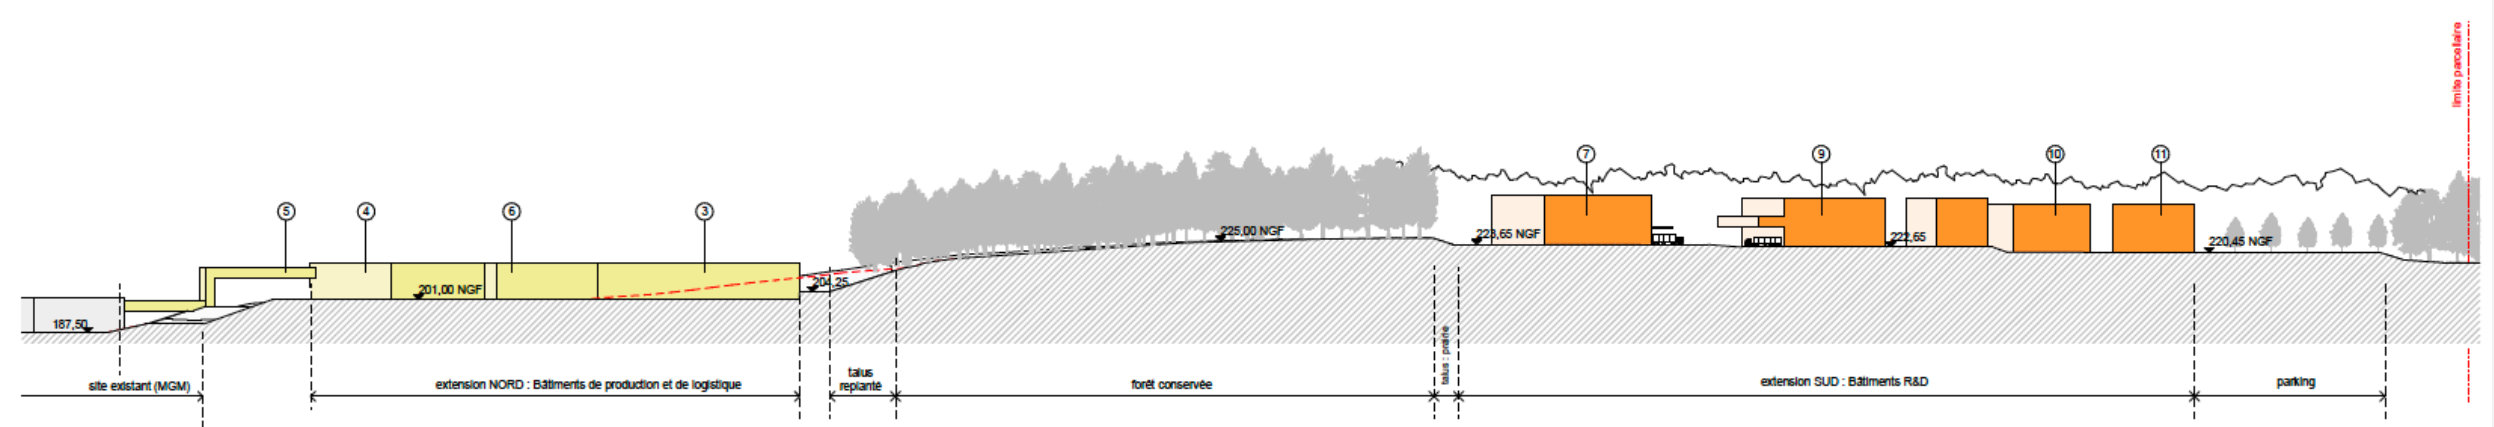 limite parcellaire
7
9
10
11
5
4
6
3
225,00 NGF
223,65 NGF
222,65
220,45 NGF
204,25
201,00 NGF
187,50
talus : prairie
site existant (MGM)
extension NORD : Bâtiments de production et de logistique
talus
replanté
forêt conservée
extension SUD : Bâtiments R&D
parking